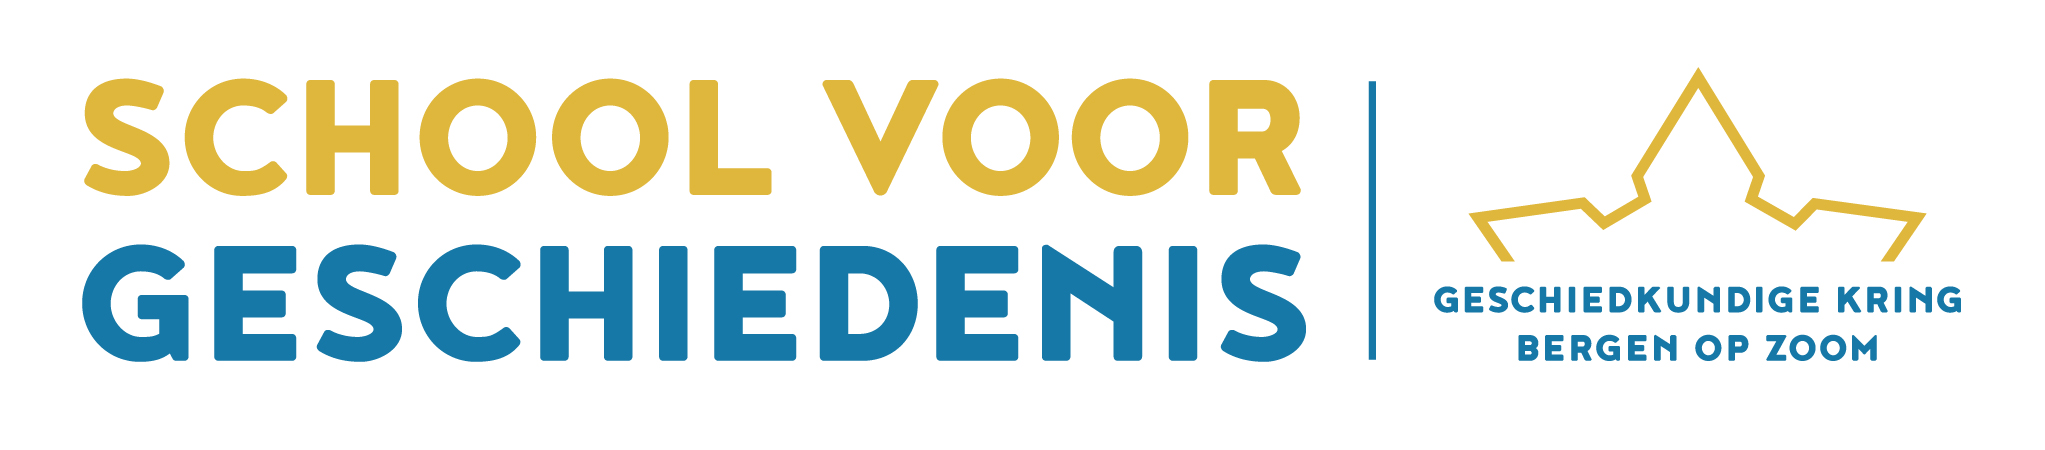 SCHOOL VOOR
GESCHIEDENIS
GESCHIEDKUNDIGE KRING
BERGEN OP ZOOM